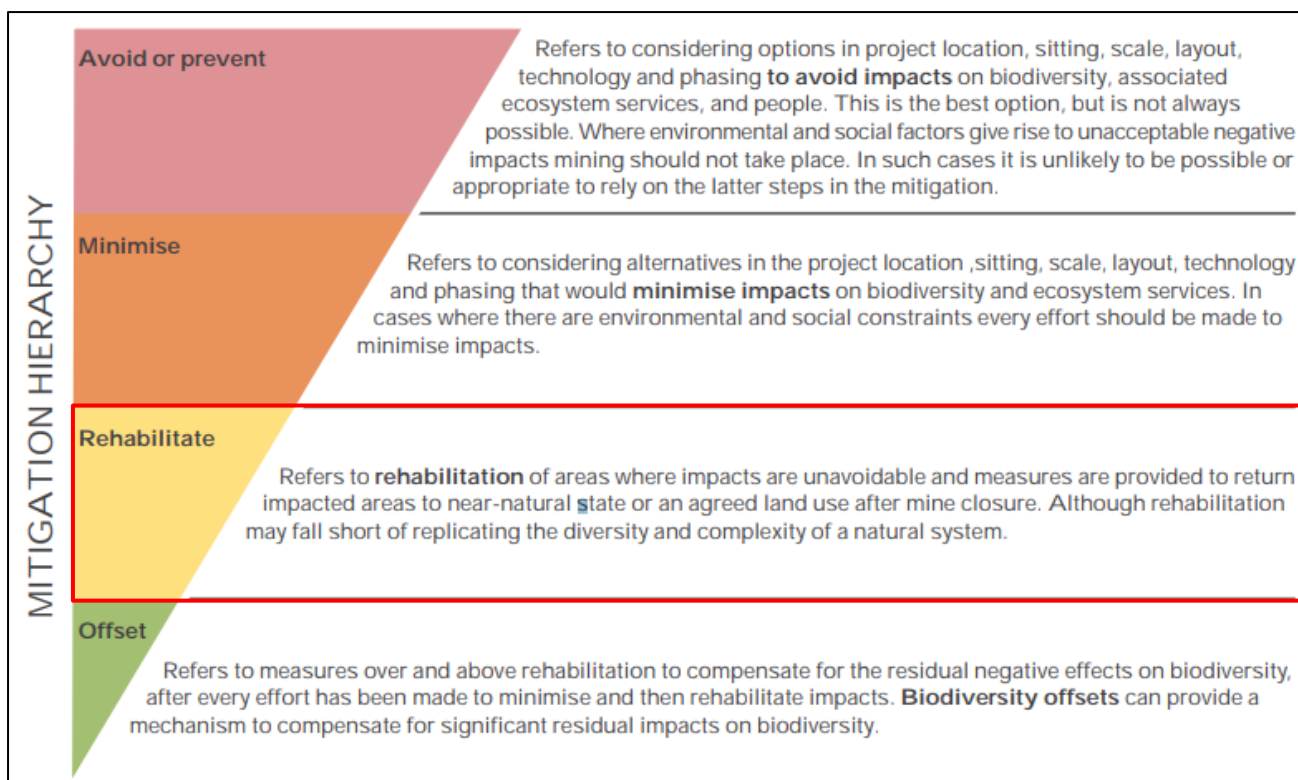 MITIGATION HIERARCHY
Avoid or prevent
Refers to considering options in project location, sitting, scale, layout,
technology and phasing to avoid impacts on biodiversity, associated
ecosystem services, and people. This is the best option, but is not always
possible. Where environmental and social factors give rise to unacceptable negative
impacts mining should not take place. In such cases it is unlikely to be possible or
appropriate to rely on the latter steps in the mitigation.
Minimise
Refers to considering alternatives in the project location ,sitting, scale, layout, technology
and phasing that would minimise impacts on biodiversity and ecosystem services. In
cases where there are environmental and social constraints every effort should be made to
minimise impacts.
Rehabilitate
Refers to rehabilitation of areas where impacts are unavoidable and measures are provided to return
impacted areas to near-natural state or an agreed land use after mine closure. Although rehabilitation
may fall short of replicating the diversity and complexity of a natural system.
Offset
Refers to measures over and above rehabilitation to compensate for the residual negative effects on biodiversity,
after every effort has been made to minimise and then rehabilitate impacts. Biodiversity offsets can provide a
mechanism to compensate for significant residual impacts on biodiversity.